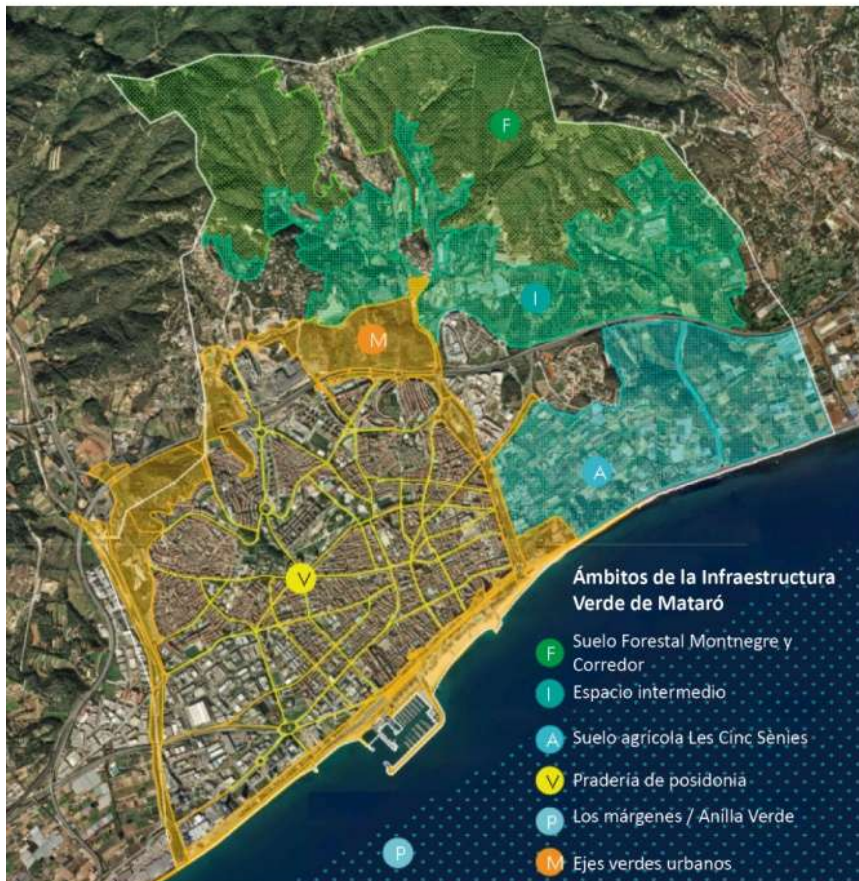 F
I
M
A
V
P
Ámbitos de la Infraestructura
Verde de Mataró
F Suelo Forestal Montnegre y
Corredor
I Espacio intermedio
A Suelo agrícola Les Cinc Sènies
V Pradería de posidonia
P Los márgenes / Anilla Verde
M Ejes verdes urbanos